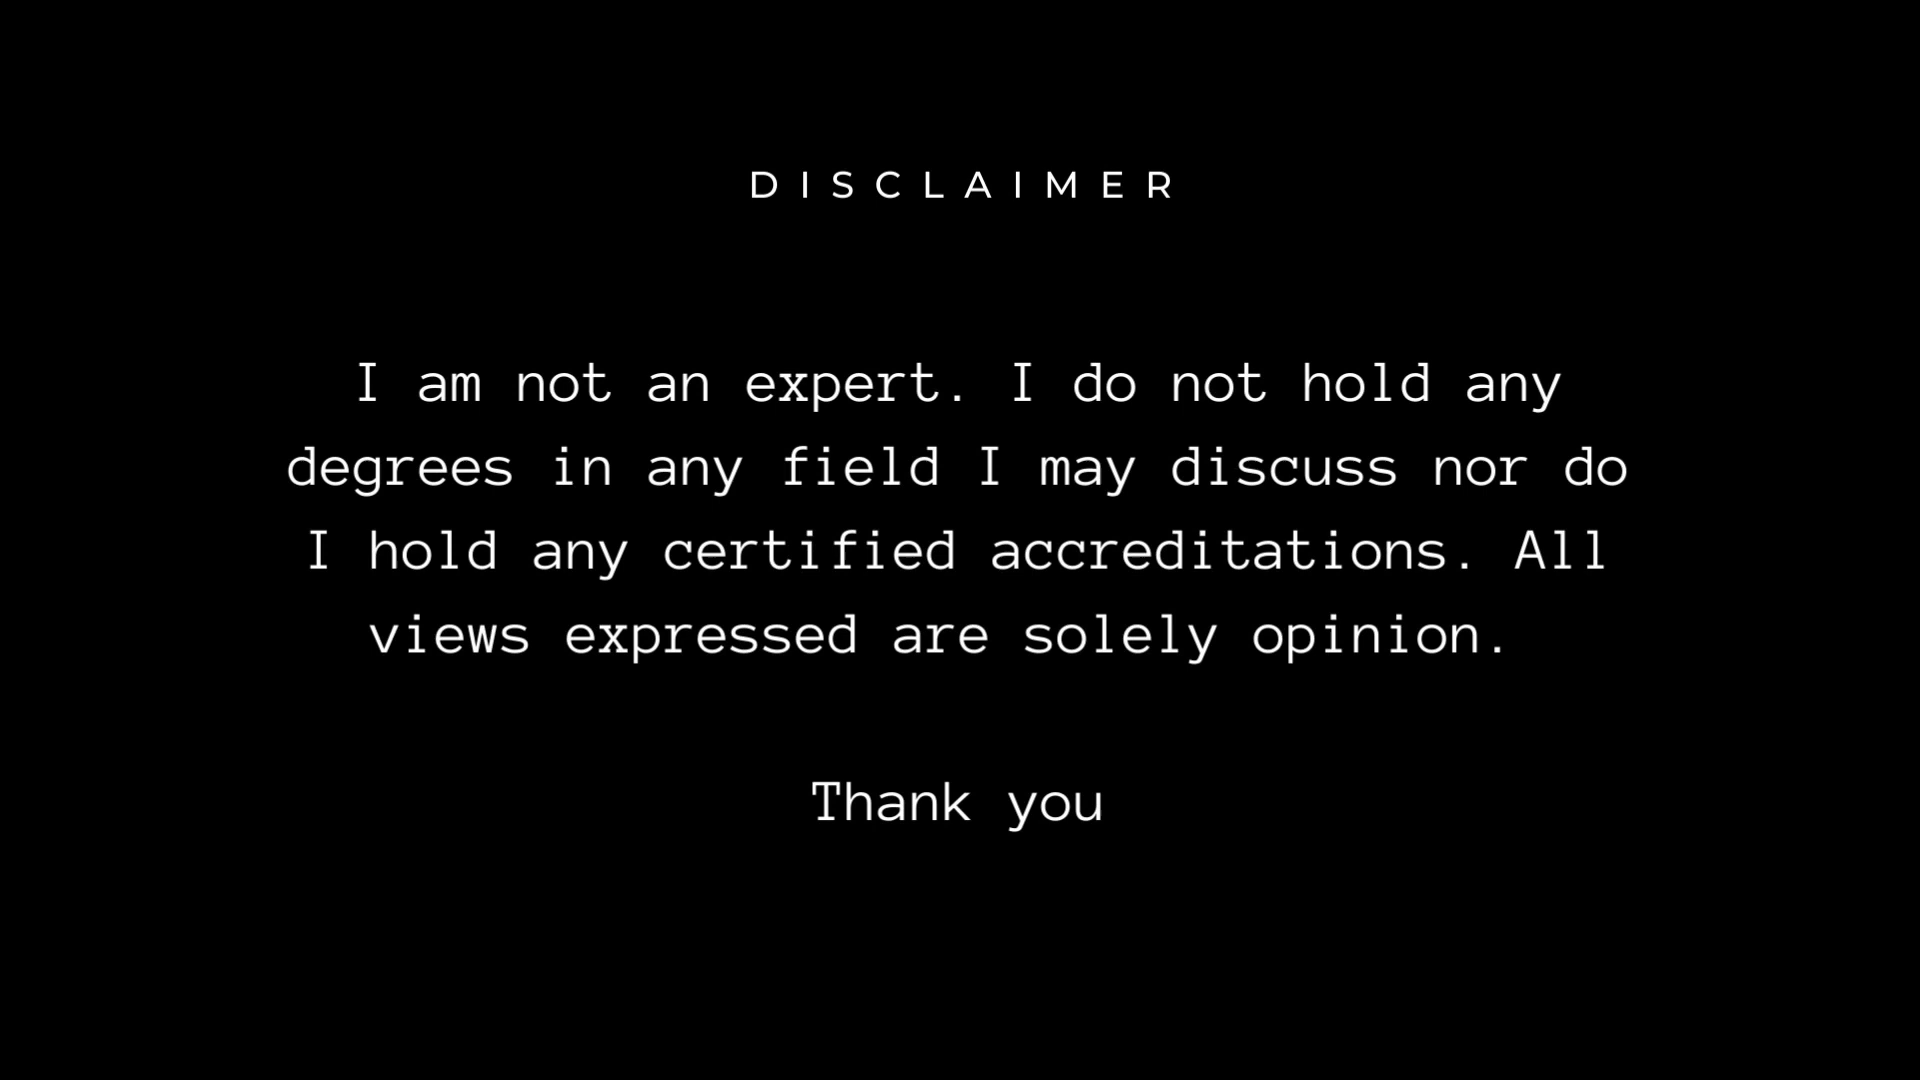 DISCLAIMER
I am not an expert. I do not hold any
degrees in any field I may discuss nor do
I hold any certified accreditations. All
views expressed are solely opinion.
Thank you